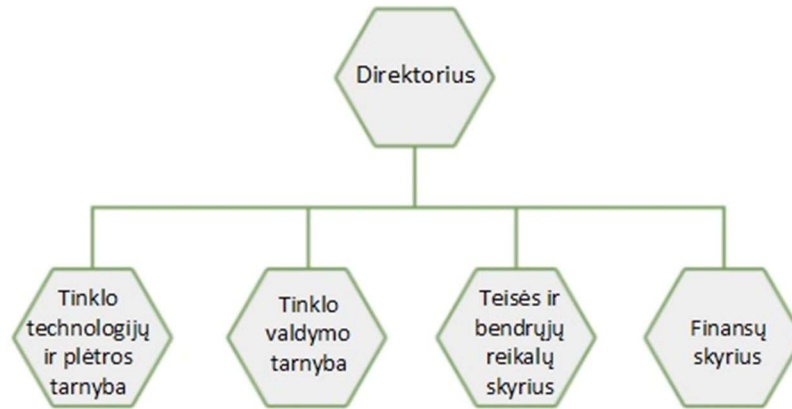 Direktorius
Tinklo
technologijų
ir plėtros
tarnyba
Tinklo
valdymo
tarnyba
Teisės ir
bendrųjų
reikalų
skyrius
Finansų
skyrius